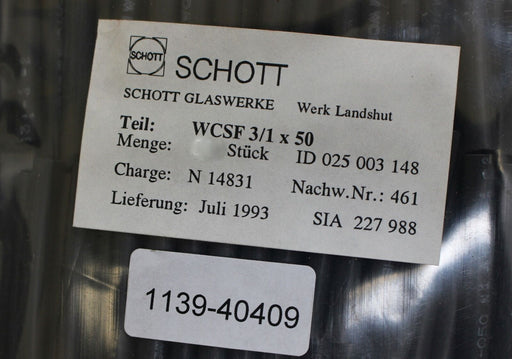 SCHOTT
SCHOTT
SCHOTT GLASWERKE Werk Landshut
Teil: WCSF 3/1 x 50
Menge: Stück ID 025 003 148
Charge: N 14831 Nachw.Nr.: 461
Lieferung: Juli 1993 SIA 227 988
1139-40409